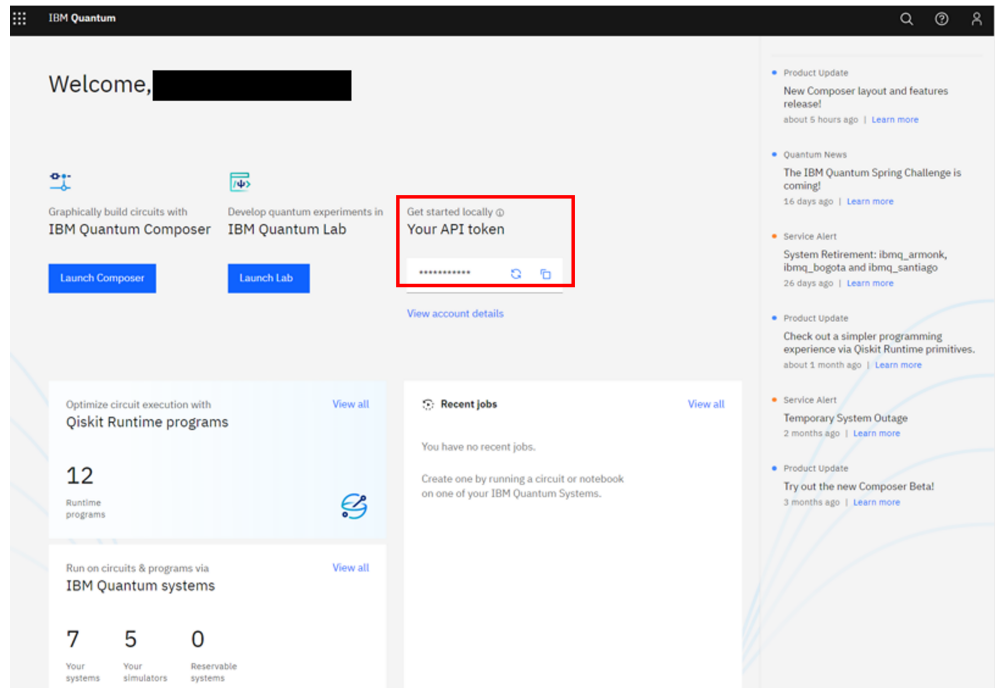 IBM Quantum
Welcome,
Graphically build circuits with
IBM Quantum Composer
Launch Composer
Develop quantum experiments in
IBM Quantum Lab
Launch Lab
Get started locally
Your API token
***********
View account details
Optimize circuit execution with
Qiskit Runtime programs
View all
12
Runtime
programs
Run on circuits & programs via
IBM Quantum systems
View all
7
Your
systems
5
Your
simulators
0
Reservable
systems
Recent jobs
View all
You have no recent jobs.
Create one by running a circuit or notebook
on one of your IBM Quantum Systems.
Product Update
New Composer layout and features
release!
about 5 hours ago | Learn more
Quantum News
The IBM Quantum Spring Challenge is
coming!
16 days ago | Learn more
Service Alert
System Retirement: ibmq_armonk,
ibmq_bogota and ibmq_santiago
26 days ago | Learn more
Product Update
Check out a simpler programming
experience via Qiskit Runtime primitives.
about 1 month ago | Learn more
Service Alert
Temporary System Outage
2 months ago | Learn more
Product Update
Try out the new Composer Beta!
3 months ago | Learn more